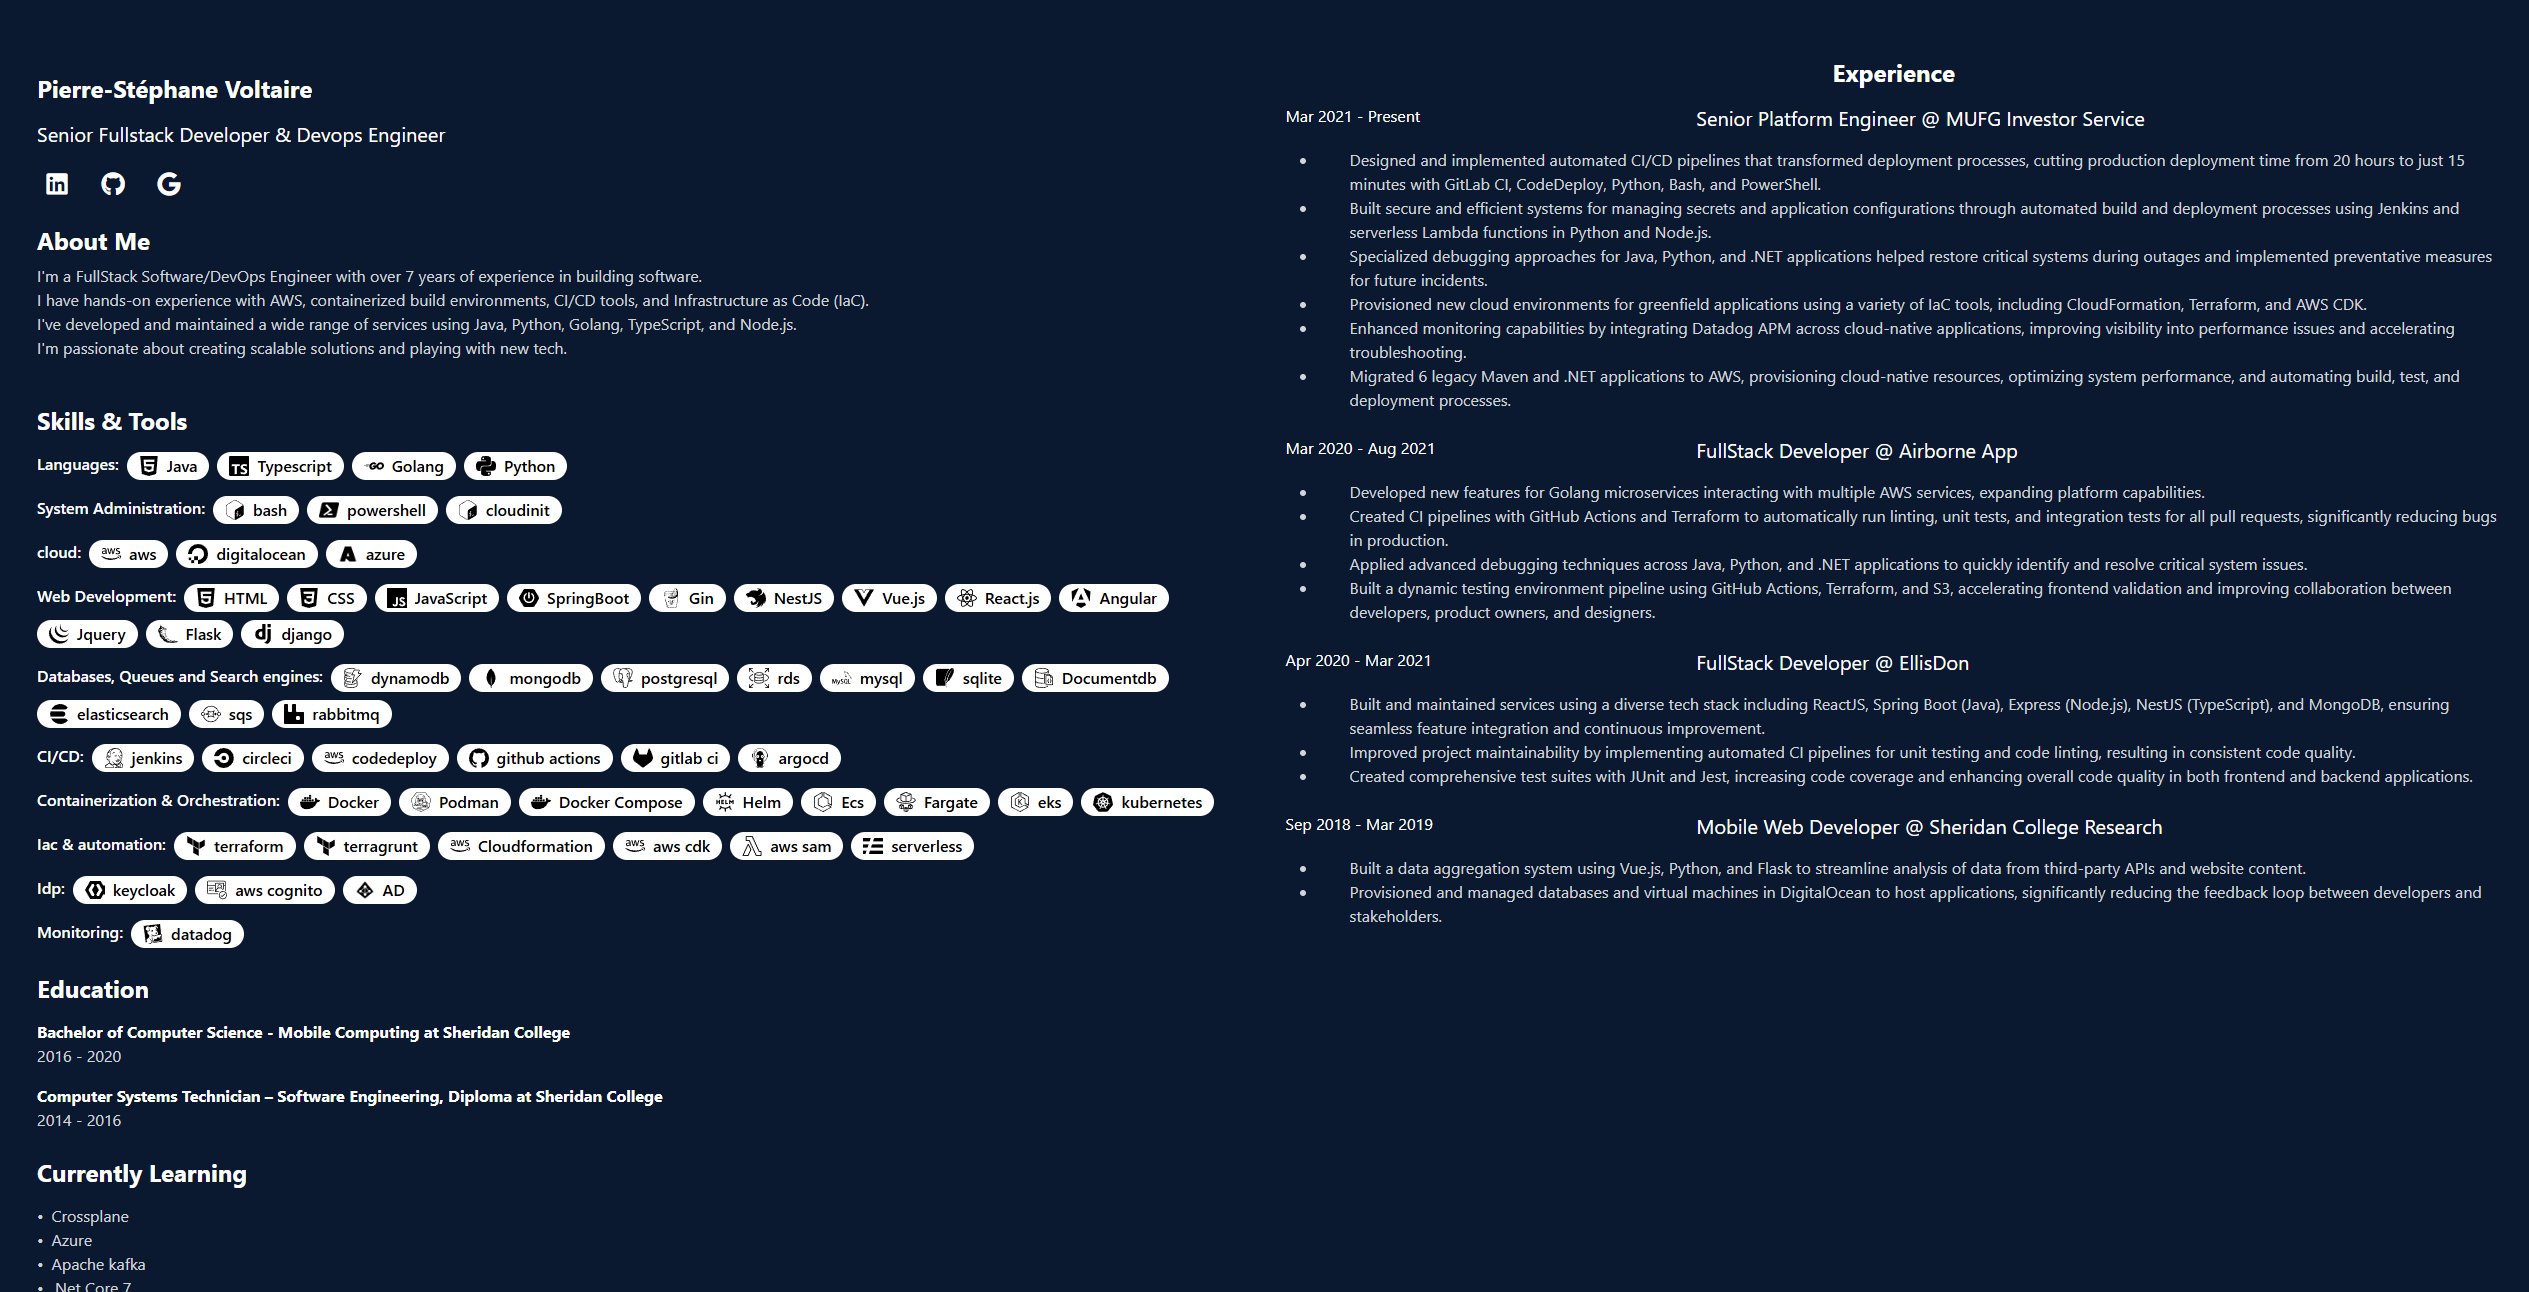 Pierre-Stéphane Voltaire
Senior Fullstack Developer & Devops Engineer
About Me
I'm a FullStack Software/DevOps Engineer with over 7 years of experience in building software.
I have hands-on experience with AWS, containerized build environments, CI/CD tools, and Infrastructure as Code (IaC).
I've developed and maintained a wide range of services using Java, Python, Golang, TypeScript, and Node.js.
I'm passionate about creating scalable solutions and playing with new tech.
Skills & Tools
Languages: Java Typescript Golang Python
System Administration: bash powershell cloudinit
cloud: aws digitalocean azure
Web Development: HTML CSS JavaScript SpringBoot Gin NestJS Vue.js React.js Angular
Jquery Flask django
Databases, Queues and Search engines: dynamodb mongodb postgresql rds mysql sqlite Documentdb
elasticsearch sqs rabbitmq
CI/CD: jenkins circleci codedeploy github actions gitlab ci argocd
Containerization & Orchestration: Docker Podman Docker Compose Helm Ecs Fargate eks kubernetes
Iac & automation: terraform terragrunt Cloudformation aws cdk aws sam serverless
Idp: keycloak aws cognito AD
Monitoring: datadog
Education
Bachelor of Computer Science - Mobile Computing at Sheridan College
2016 - 2020
Computer Systems Technician – Software Engineering, Diploma at Sheridan College
2014 - 2016
Currently Learning
• Crossplane
• Azure
• Apache kafka
• .Net Core 7
Experience
Mar 2021 - Present Senior Platform Engineer @ MUFG Investor Service
• Designed and implemented automated CI/CD pipelines that transformed deployment processes, cutting production deployment time from 20 hours to just 15
minutes with GitLab CI, CodeDeploy, Python, Bash, and PowerShell.
• Built secure and efficient systems for managing secrets and application configurations through automated build and deployment processes using Jenkins and
serverless Lambda functions in Python and Node.js.
• Specialized debugging approaches for Java, Python, and .NET applications helped restore critical systems during outages and implemented preventative measures
for future incidents.
• Provisioned new cloud environments for greenfield applications using a variety of IaC tools, including CloudFormation, Terraform, and AWS CDK.
• Enhanced monitoring capabilities by integrating Datadog APM across cloud-native applications, improving visibility into performance issues and accelerating
troubleshooting.
• Migrated 6 legacy Maven and .NET applications to AWS, provisioning cloud-native resources, optimizing system performance, and automating build, test, and
deployment processes.
Mar 2020 - Aug 2021 FullStack Developer @ Airborne App
• Developed new features for Golang microservices interacting with multiple AWS services, expanding platform capabilities.
• Created CI pipelines with GitHub Actions and Terraform to automatically run linting, unit tests, and integration tests for all pull requests, significantly reducing bugs
in production.
• Applied advanced debugging techniques across Java, Python, and .NET applications to quickly identify and resolve critical system issues.
• Built a dynamic testing environment pipeline using GitHub Actions, Terraform, and S3, accelerating frontend validation and improving collaboration between
developers, product owners, and designers.
Apr 2020 - Mar 2021 FullStack Developer @ EllisDon
• Built and maintained services using a diverse tech stack including ReactJS, Spring Boot (Java), Express (Node.js), NestJS (TypeScript), and MongoDB, ensuring
seamless feature integration and continuous improvement.
• Improved project maintainability by implementing automated CI pipelines for unit testing and code linting, resulting in consistent code quality.
• Created comprehensive test suites with JUnit and Jest, increasing code coverage and enhancing overall code quality in both frontend and backend applications.
Sep 2018 - Mar 2019 Mobile Web Developer @ Sheridan College Research
• Built a data aggregation system using Vue.js, Python, and Flask to streamline analysis of data from third-party APIs and website content.
• Provisioned and managed databases and virtual machines in DigitalOcean to host applications, significantly reducing the feedback loop between developers and
stakeholders.